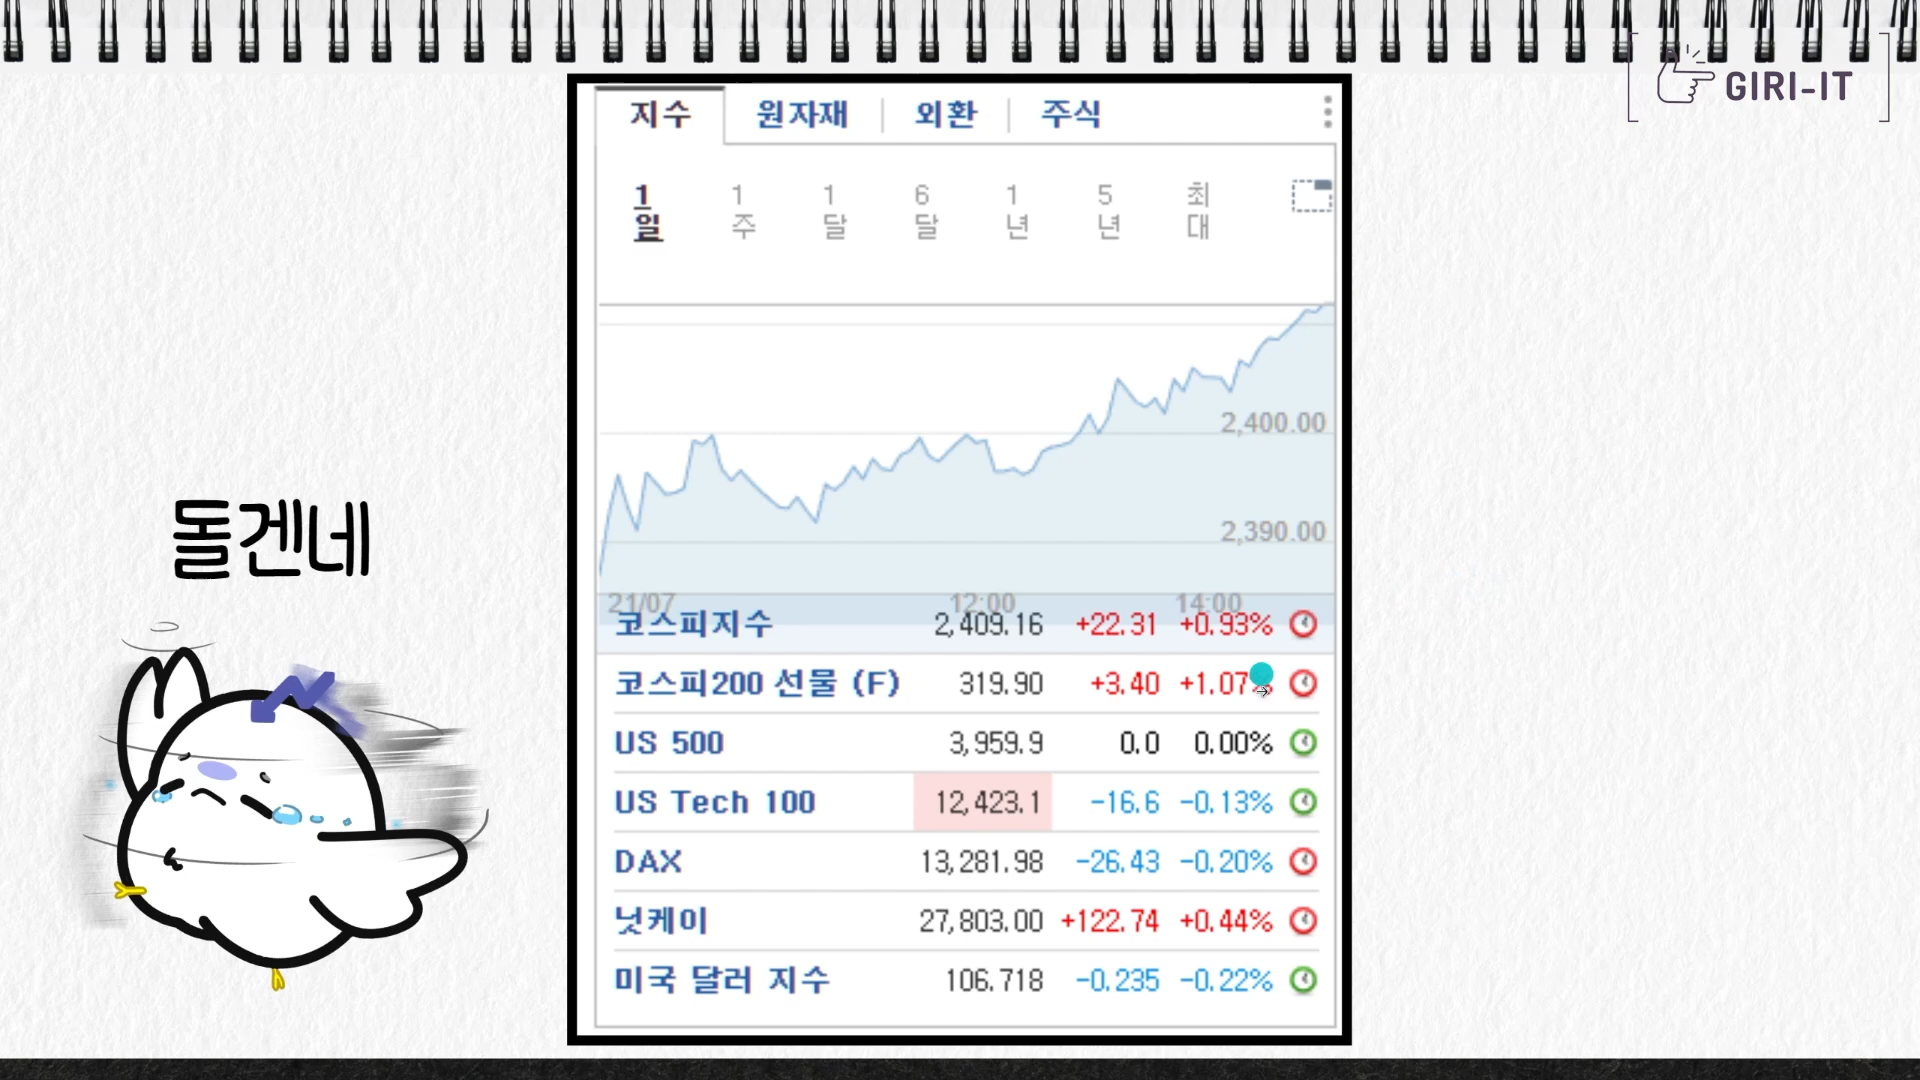 GIRI-IT
지수 원자재 외환 주식
1일 1주 1달 6달 1년 5년 최대
2,400.00
2,390.00
21/07 12:00 14:00
코스피지수 2,409.16 +22.31 +0.93%
코스피200 선물 (F) 319.90 +3.40 +1.07%
US 500 3,959.9 0.0 0.00%
US Tech 100 12,423.1 -16.6 -0.13%
DAX 13,281.98 -26.43 -0.20%
닛케이 27,803.00 +122.74 +0.44%
미국 달러 지수 106.718 -0.235 -0.22%
돌겐네